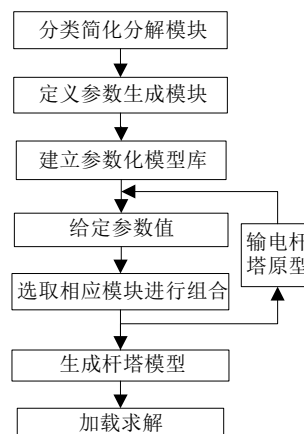 分类简化分解模块
定义参数生成模块
建立参数化模型库
给定参数值
输电杆
塔原型
选取相应模块进行组合
生成杆塔模型
加载求解